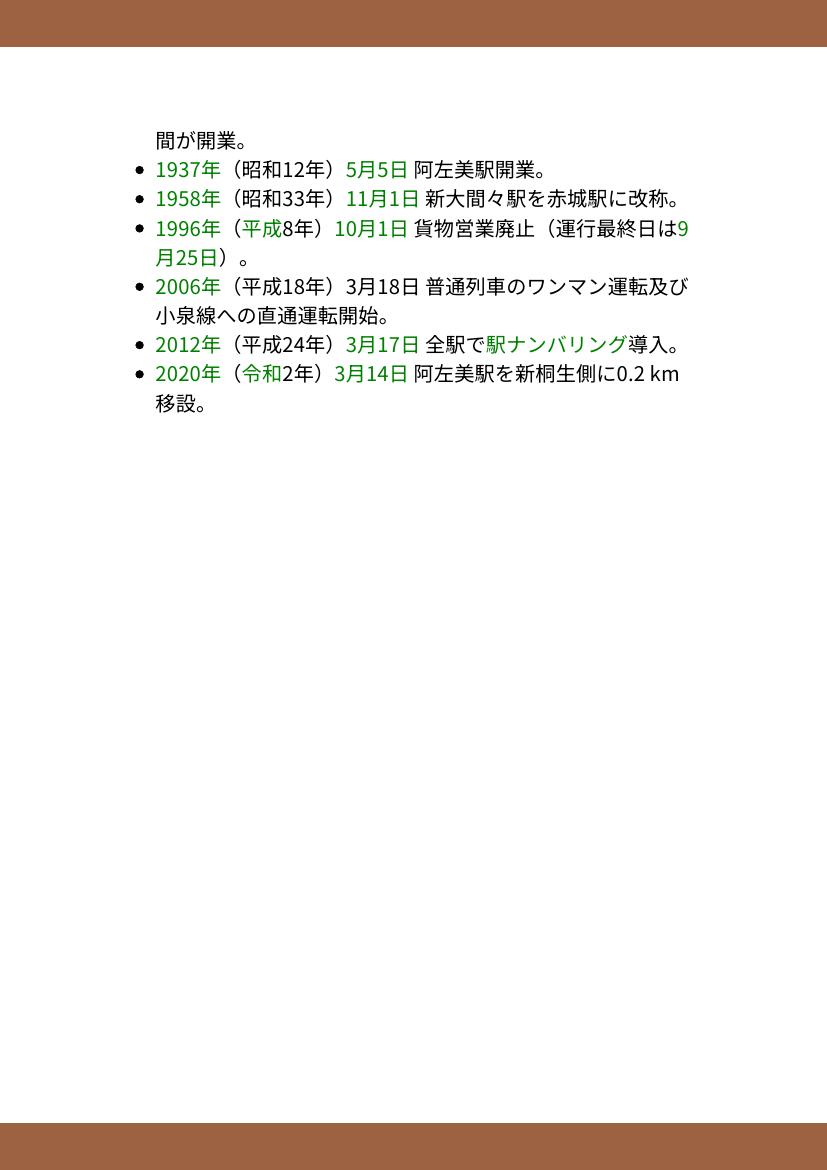 間が開業。
1937年（昭和12年）5月5日 阿左美駅開業。
1958年（昭和33年）11月1日 新大間々駅を赤城駅に改称。
1996年（平成8年）10月1日 貨物営業廃止（運行最終日は9
月25日）。
2006年（平成18年）3月18日 普通列車のワンマン運転及び
小泉線への直通運転開始。
2012年（平成24年）3月17日 全駅で駅ナンバリング導入。
2020年（令和2年）3月14日 阿左美駅を新桐生側に0.2 km
移設。